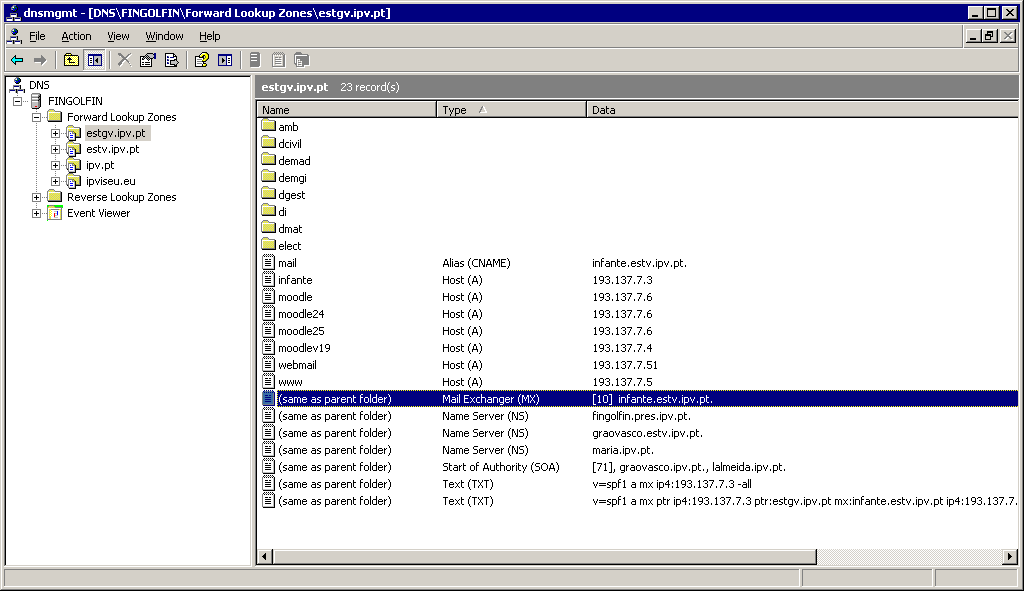 dnsmgmt - [DNS\FINGOLFIN\Forward Lookup Zones\estgv.ipv.pt]
File Action View Window Help
DNS
FINGOLFIN
Forward Lookup Zones
estgv.ipv.pt
estv.ipv.pt
ipv.pt
ipviseu.eu
Reverse Lookup Zones
Event Viewer
estgv.ipv.pt 23 record(s)
Name Type Data
amb
dcivil
demad
demgi
dgest
di
dmat
elect
mail Alias (CNAME) infante.estv.ipv.pt.
infante Host (A) 193.137.7.3
moodle Host (A) 193.137.7.6
moodle24 Host (A) 193.137.7.6
moodle25 Host (A) 193.137.7.6
moodlev19 Host (A) 193.137.7.4
webmail Host (A) 193.137.7.51
www Host (A) 193.137.7.5
(same as parent folder) Mail Exchanger (MX) [10] infante.estv.ipv.pt.
(same as parent folder) Name Server (NS) fingolfin.pres.ipv.pt.
(same as parent folder) Name Server (NS) graovasco.estv.ipv.pt.
(same as parent folder) Name Server (NS) maria.ipv.pt.
(same as parent folder) Start of Authority (SOA) [71], graovasco.ipv.pt., lalmeida.ipv.pt.
(same as parent folder) Text (TXT) v=spf1 a mx ip4:193.137.7.3 -all
(same as parent folder) Text (TXT) v=spf1 a mx ptr ip4:193.137.7.3 ptr:estgv.ipv.pt mx:infante.estv.ipv.pt ip4:193.137.7.